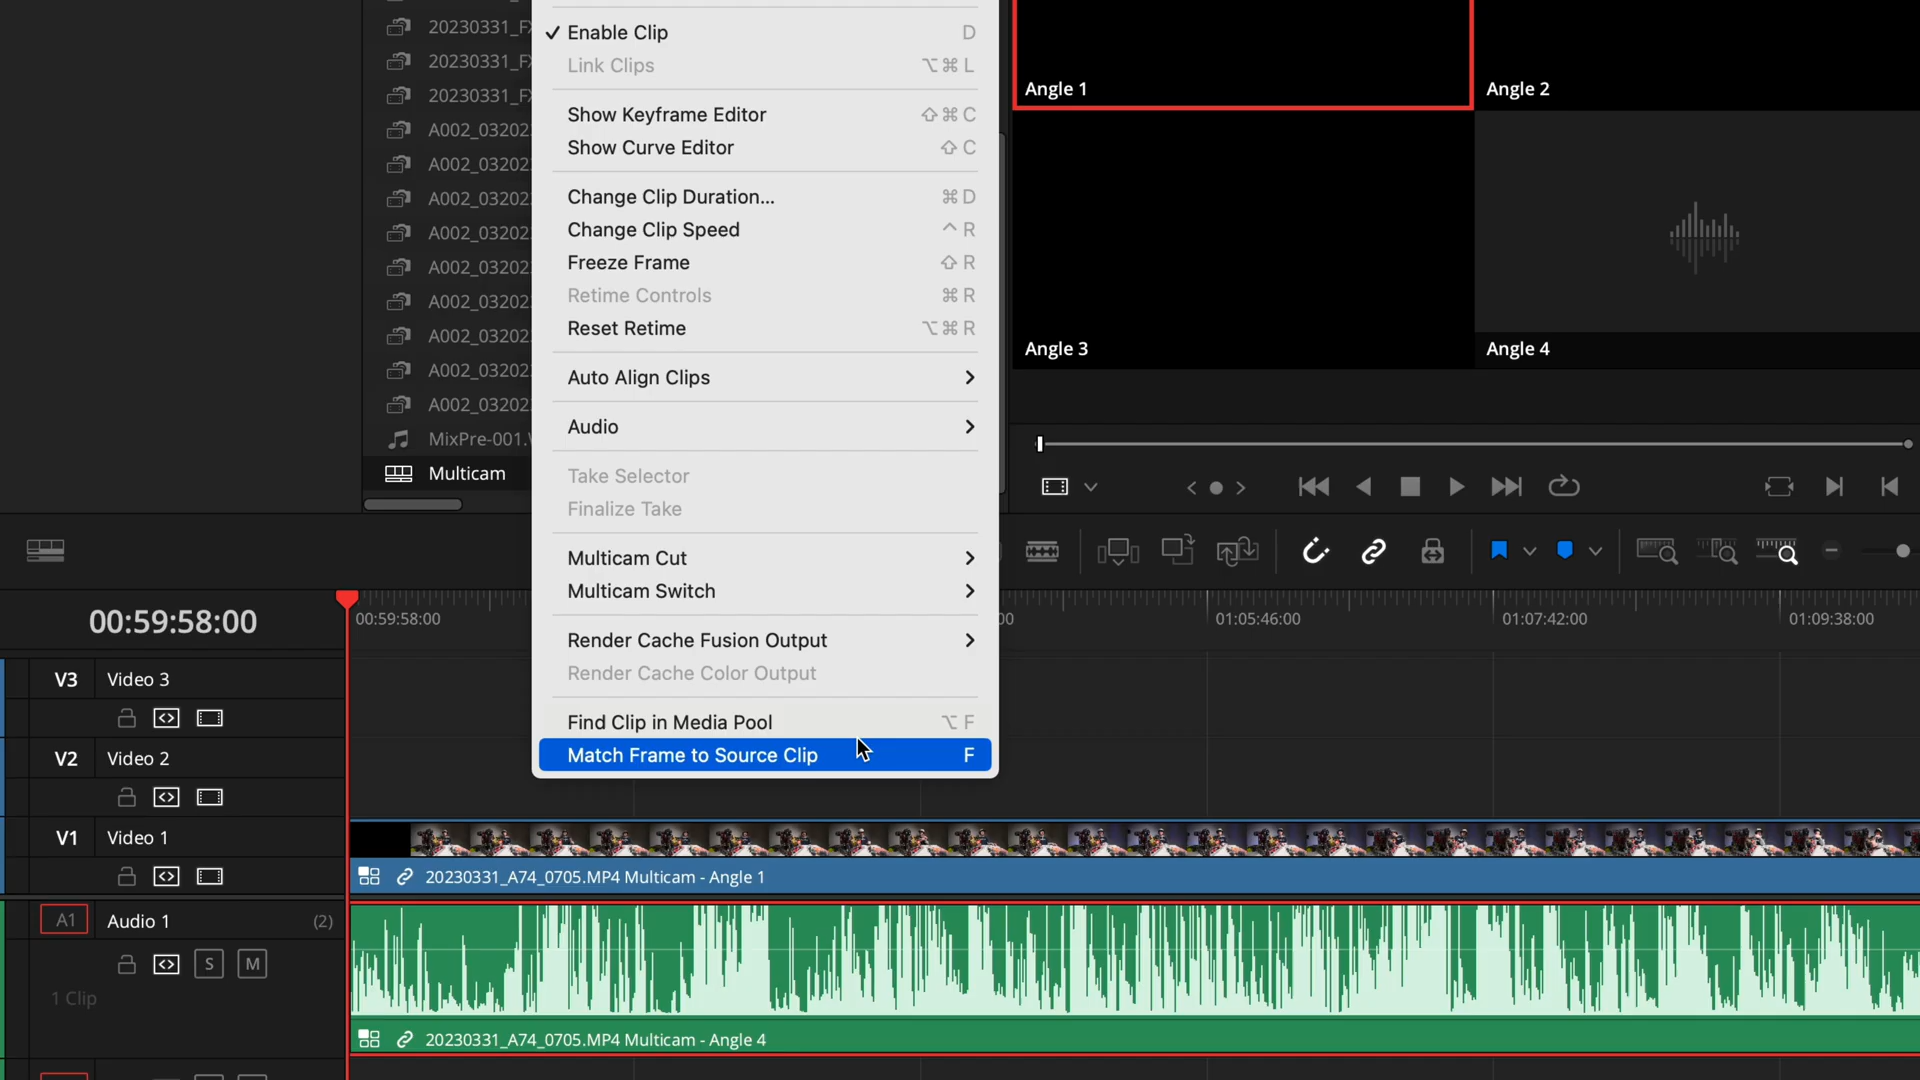 20230331_FX
20230331_FX
20230331_FX
A002_03202
A002_03202
A002_03202
A002_03202
A002_03202
A002_03202
A002_03202
A002_03202
A002_03202
MixPre-001.W
Multicam
Enable Clip D
Link Clips ⌥⌘L
Show Keyframe Editor ⇧⌘C
Show Curve Editor ⇧C
Change Clip Duration... ⌘D
Change Clip Speed ^R
Freeze Frame ⇧R
Retime Controls ⌘R
Reset Retime ⌥⌘R
Auto Align Clips
Audio
Take Selector
Finalize Take
Multicam Cut
Multicam Switch
Render Cache Fusion Output
Render Cache Color Output
Find Clip in Media Pool ⌥F
Match Frame to Source Clip F
Angle 1
Angle 2
Angle 3
Angle 4
00:59:58:00
00:59:58:00
00
01:05:46:00
01:07:42:00
01:09:38:00
V3 Video 3
V2 Video 2
V1 Video 1
20230331_A74_0705.MP4 Multicam - Angle 1
A1 Audio 1 (2)
S M
1 Clip
20230331_A74_0705.MP4 Multicam - Angle 4